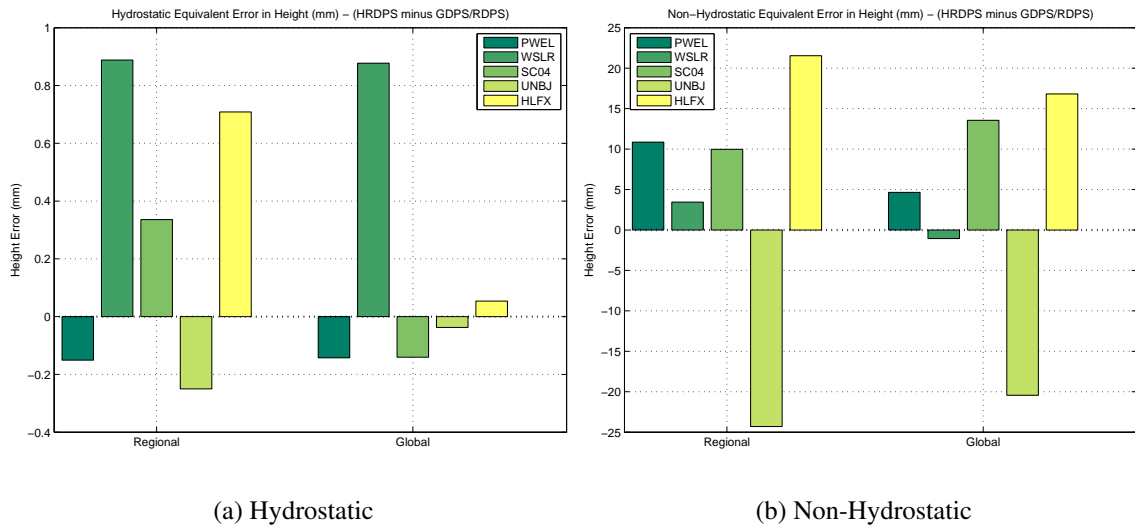 Hydrostatic Equivalent Error in Height (mm) − (HRDPS minus GDPS/RDPS)
1
0.8
0.6
0.4
0.2
0
−0.2
−0.4
Height Error (mm)
PWEL
WSLR
SC04
UNBJ
HLFX
Regional
Global
(a) Hydrostatic
Non−Hydrostatic Equivalent Error in Height (mm) − (HRDPS minus GDPS/RDPS)
25
20
15
10
5
0
−5
−10
−15
−20
−25
Height Error (mm)
PWEL
WSLR
SC04
UNBJ
HLFX
Regional
Global
(b) Non-Hydrostatic